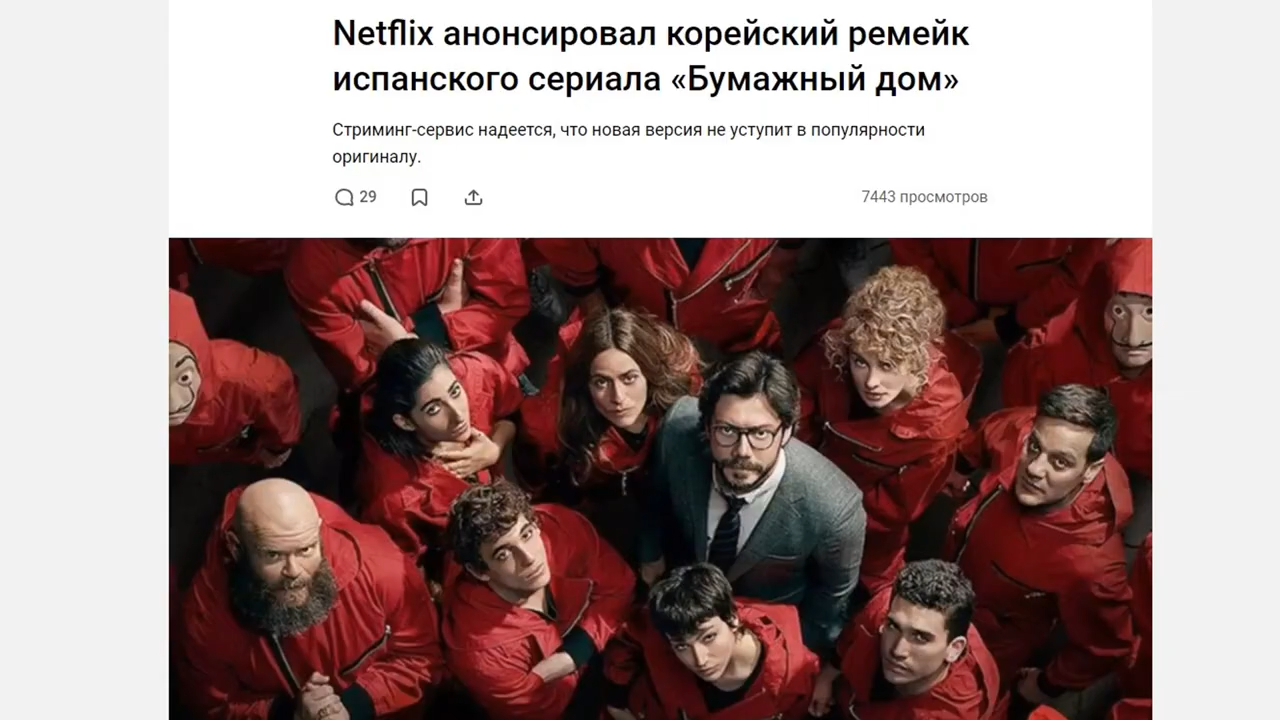 Netflix анонсировал корейский ремейк
испанского сериала «Бумажный дом»
Стриминг-сервис надеется, что новая версия не уступит в популярности
оригиналу.
29
7443 просмотров